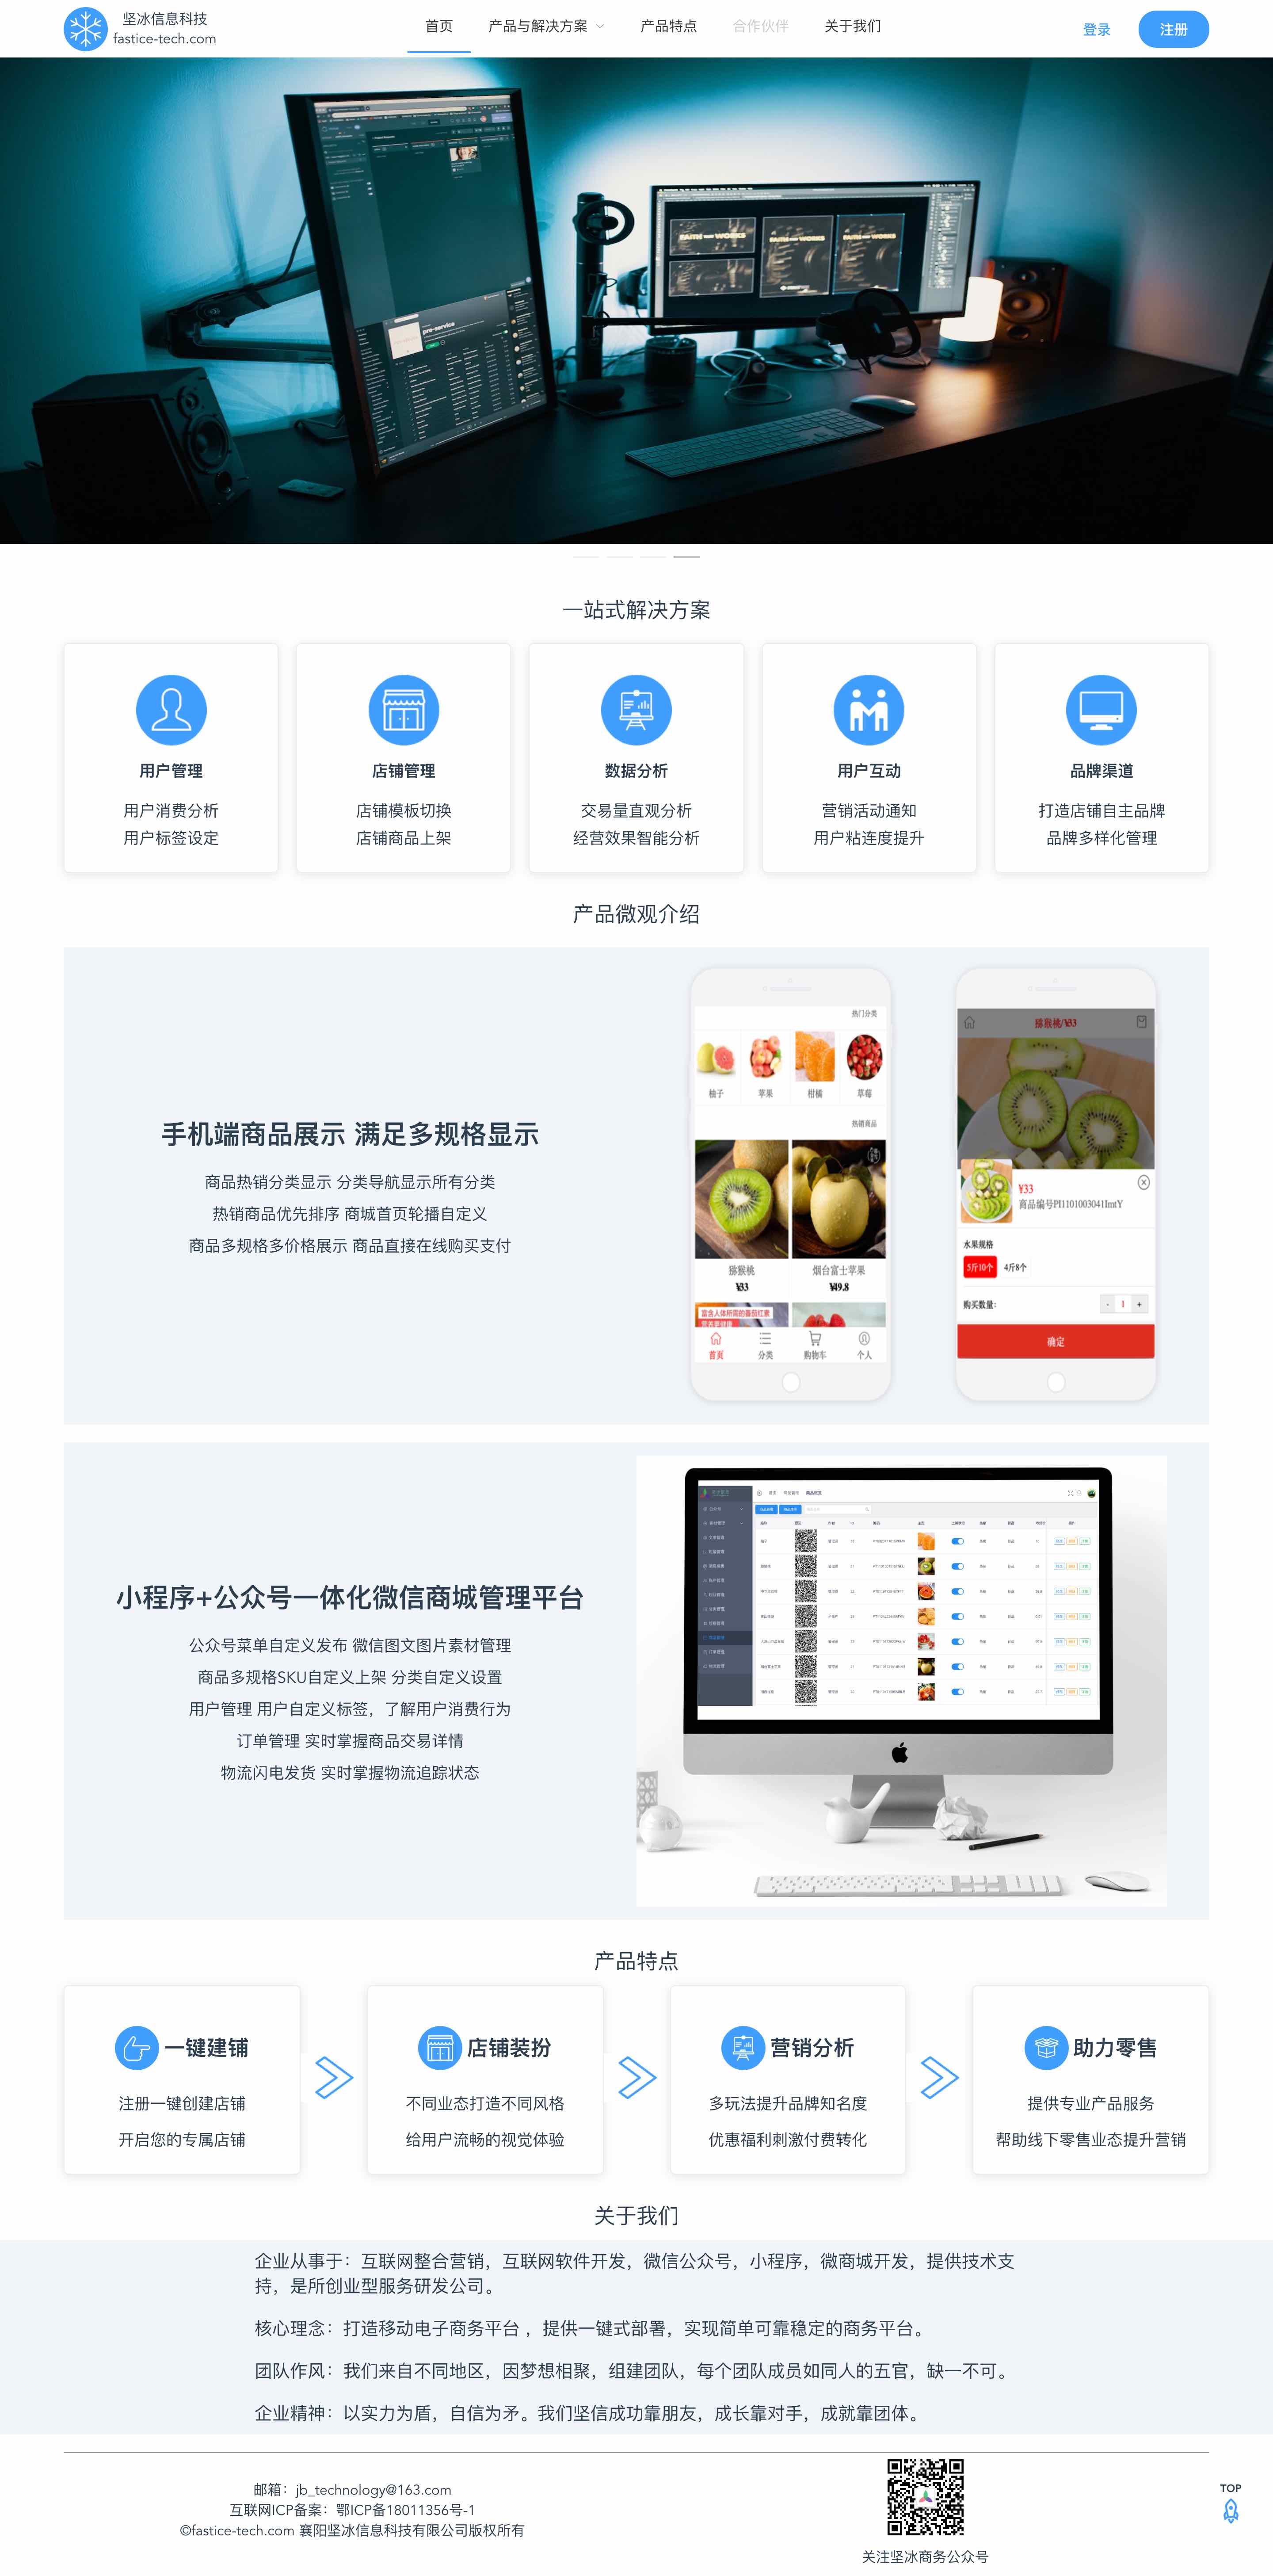 坚冰信息科技
fastice-tech.com
首页
产品与解决方案
产品特点
合作伙伴
关于我们
登录
注册
FAITH WORKS
FAITH WORKS
FAITH WORKS
pre-service
一站式解决方案
用户管理
用户消费分析
用户标签设定
店铺管理
店铺模板切换
店铺商品上架
数据分析
交易量直观分析
经营效果智能分析
用户互动
营销活动通知
用户粘连度提升
品牌渠道
打造店铺自主品牌
品牌多样化管理
产品微观介绍
手机端商品展示 满足多规格显示
商品热销分类显示 分类导航显示所有分类
热销商品优先排序 商城首页轮播自定义
商品多规格多价格展示 商品直接在线购买支付
热门分类
柚子
苹果
柑橘
草莓
热销商品
猕猴桃
¥33
烟台富士苹果
¥49.8
富含人体所需的番茄红素
首页
分类
购物车
个人
猕猴桃/¥33
¥33
商品编号PI1101003041ImtY
水果规格
5斤10个
4斤8个
购买数量:
- 1 +
确定
小程序+公众号一体化微信商城管理平台
公众号菜单自定义发布 微信图文图片素材管理
商品多规格SKU自定义上架 分类自定义设置
用户管理 用户自定义标签，了解用户消费行为
订单管理 实时掌握商品交易详情
物流闪电发货 实时掌握物流追踪状态
产品特点
一键建铺
注册一键创建店铺
开启您的专属店铺
店铺装扮
不同业态打造不同风格
给用户流畅的视觉体验
营销分析
多玩法提升品牌知名度
优惠福利刺激付费转化
助力零售
提供专业产品服务
帮助线下零售业态提升营销
关于我们
企业从事于：互联网整合营销，互联网软件开发，微信公众号，小程序，微商城开发，提供技术支
持，是所创业型服务研发公司。
核心理念：打造移动电子商务平台 ，提供一键式部署，实现简单可靠稳定的商务平台。
团队作风：我们来自不同地区，因梦想相聚，组建团队，每个团队成员如同人的五官，缺一不可。
企业精神：以实力为盾，自信为矛。我们坚信成功靠朋友，成长靠对手，成就靠团体。
邮箱：jb_technology@163.com
互联网ICP备案：鄂ICP备18011356号-1
©fastice-tech.com 襄阳坚冰信息科技有限公司版权所有
关注坚冰商务公众号
TOP